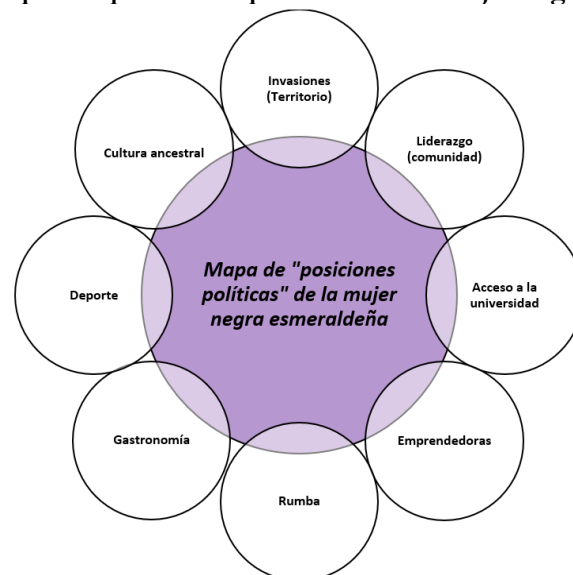 Invasiones
(Territorio)
Liderazgo
(comunidad)
Acceso a la
universidad
Emprendedoras
Rumba
Gastronomía
Deporte
Cultura ancestral
Mapa de "posiciones
políticas" de la mujer
negra esmeraldeña